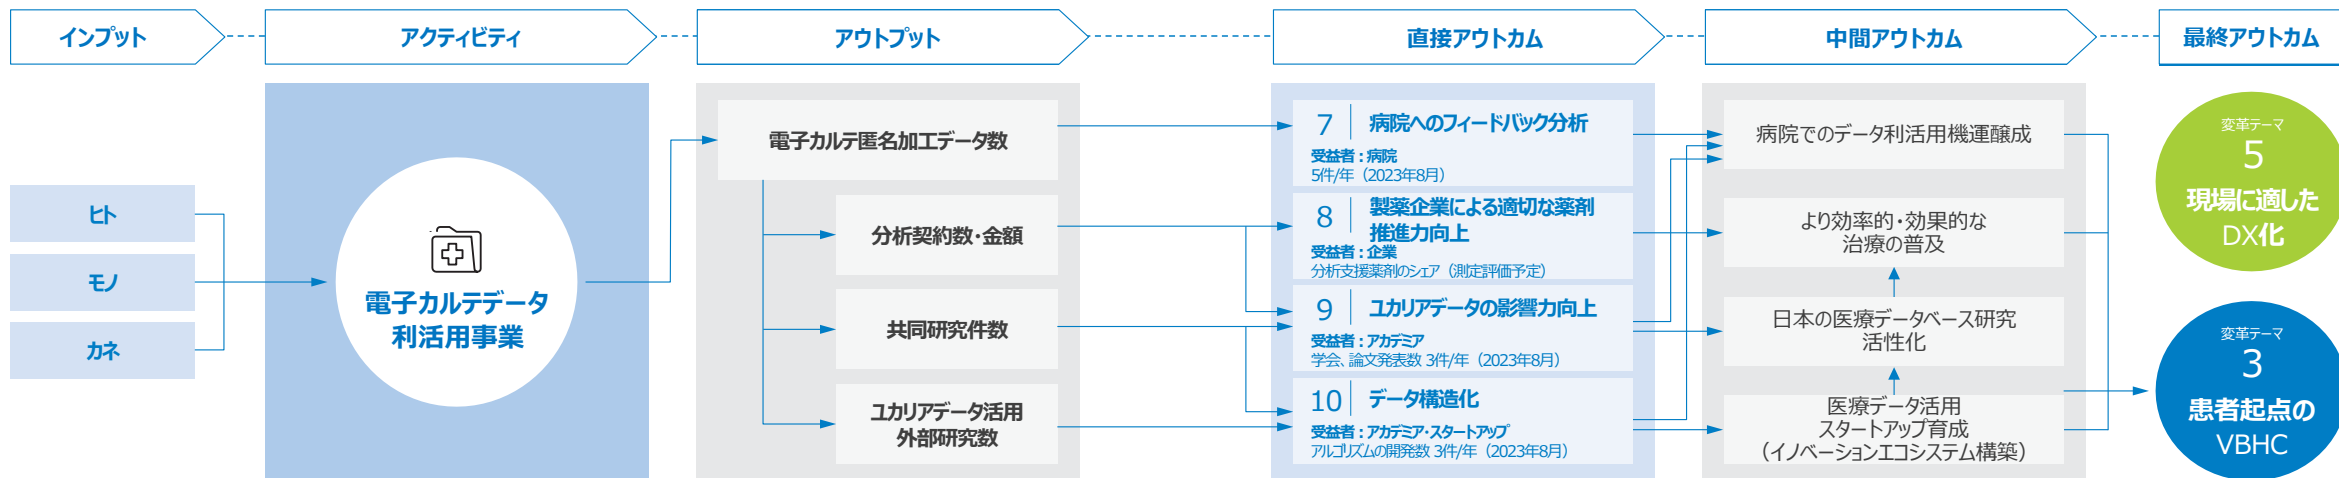 インプット
アクティビティ
アウトプット
直接アウトカム
中間アウトカム
最終アウトカム
ヒト
モノ
カネ
電子カルテデータ
利活用事業
電子カルテ匿名加工データ数
分析契約数・金額
共同研究件数
ユカリアデータ活用
外部研究数
7
病院へのフィードバック分析
受益者：病院
5件/年（2023年8月）
8
製薬企業による適切な薬剤
推進力向上
受益者：企業
分析支援薬剤のシェア（測定評価予定）
9
ユカリアデータの影響力向上
受益者：アカデミア
学会、論文発表数 3件/年（2023年8月）
10
データ構造化
受益者：アカデミア・スタートアップ
アルゴリズムの開発数 3件/年（2023年8月）
病院でのデータ利活用機運醸成
より効率的・効果的な
治療の普及
日本の医療データベース研究
活性化
医療データ活用
スタートアップ育成
（イノベーションエコシステム構築）
変革テーマ
5
現場に適した
DX化
変革テーマ
3
患者起点の
VBHC